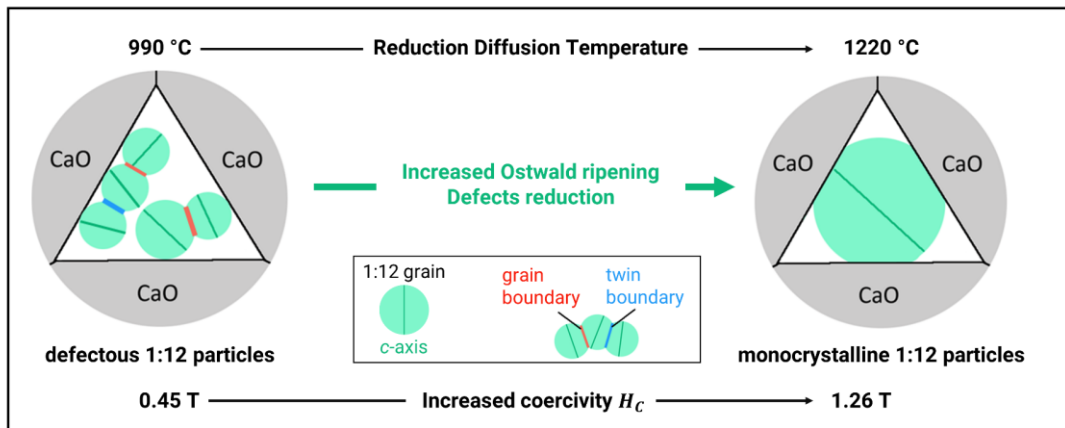 990 °C Reduction Diffusion Temperature 1220 °C
CaO CaO CaO CaO
Increased Ostwald ripening
Defects reduction
1:12 grain
c-axis
grain
boundary
twin
boundary
CaO CaO
defectous 1:12 particles monocrystalline 1:12 particles
0.45 T Increased coercivity H_C 1.26 T